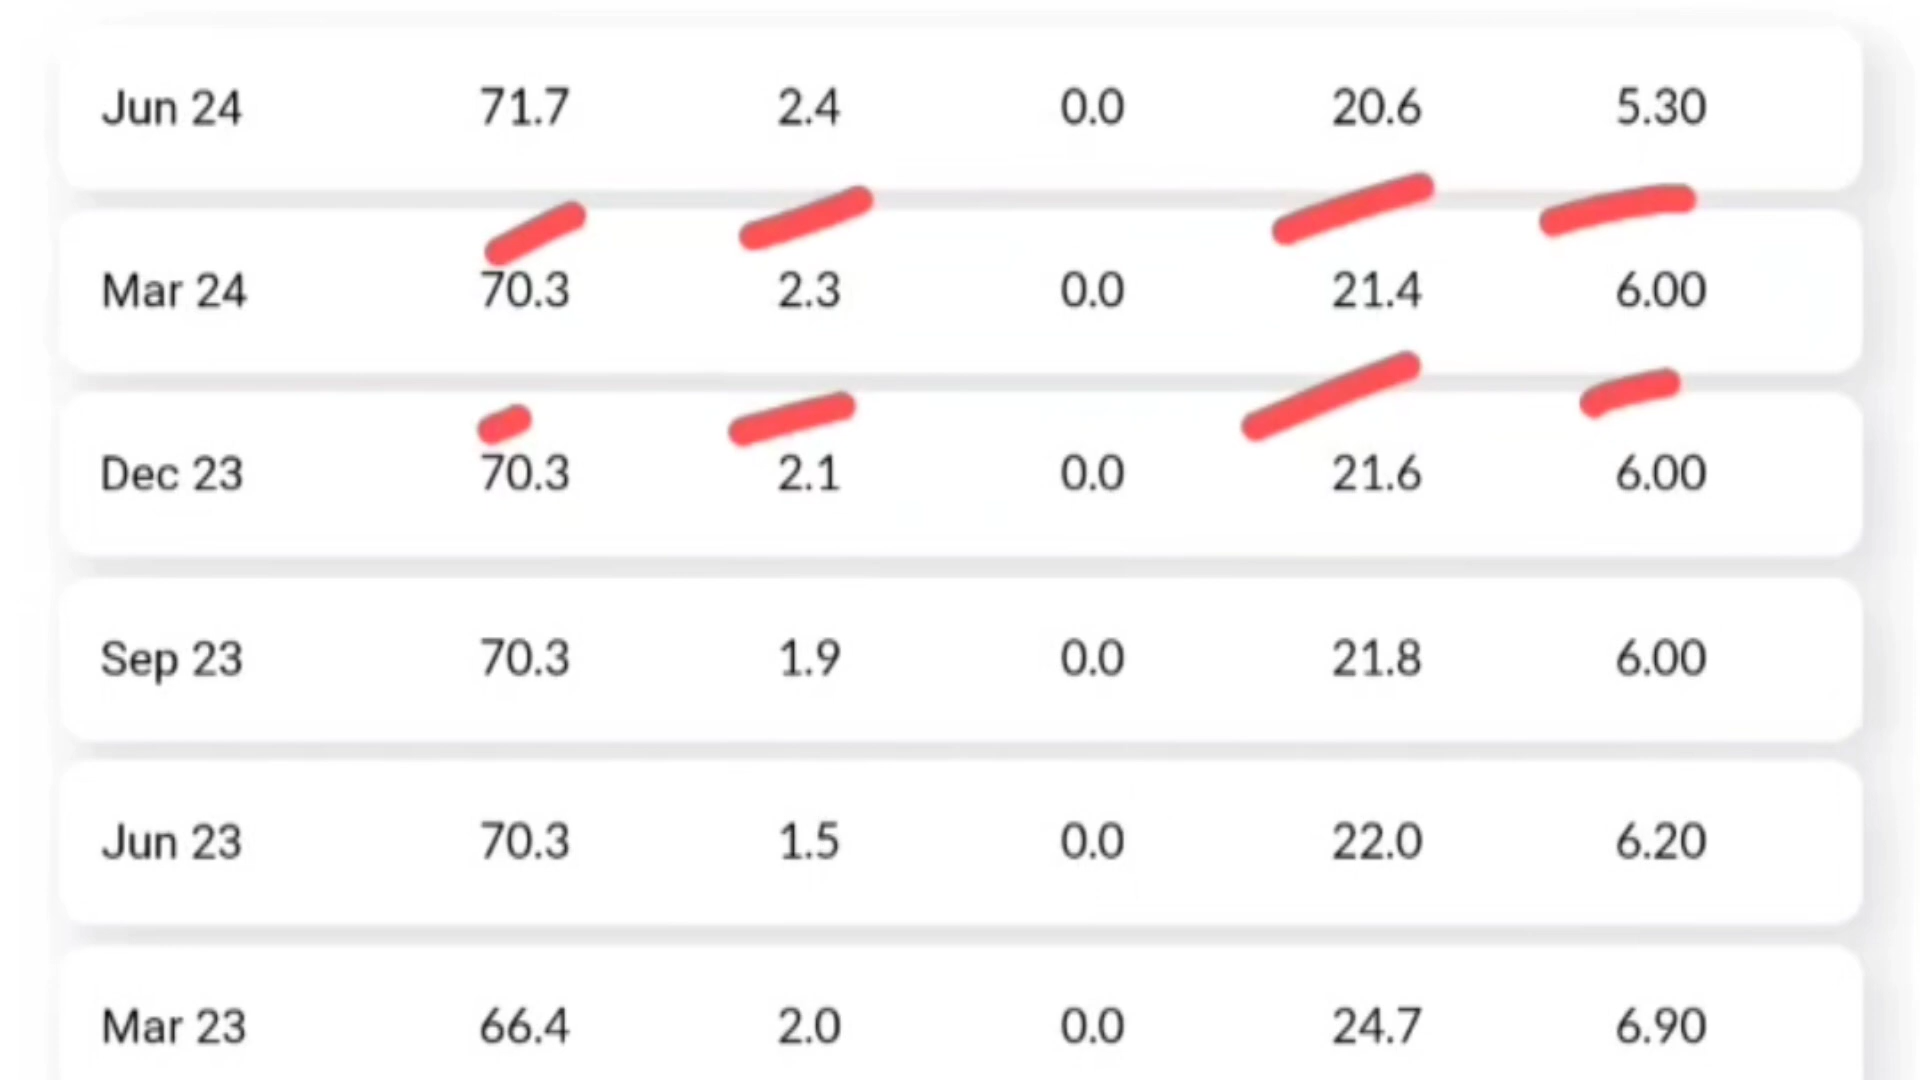 Jun 24 71.7 2.4 0.0 20.6 5.30
Mar 24 70.3 2.3 0.0 21.4 6.00
Dec 23 70.3 2.1 0.0 21.6 6.00
Sep 23 70.3 1.9 0.0 21.8 6.00
Jun 23 70.3 1.5 0.0 22.0 6.20
Mar 23 66.4 2.0 0.0 24.7 6.90